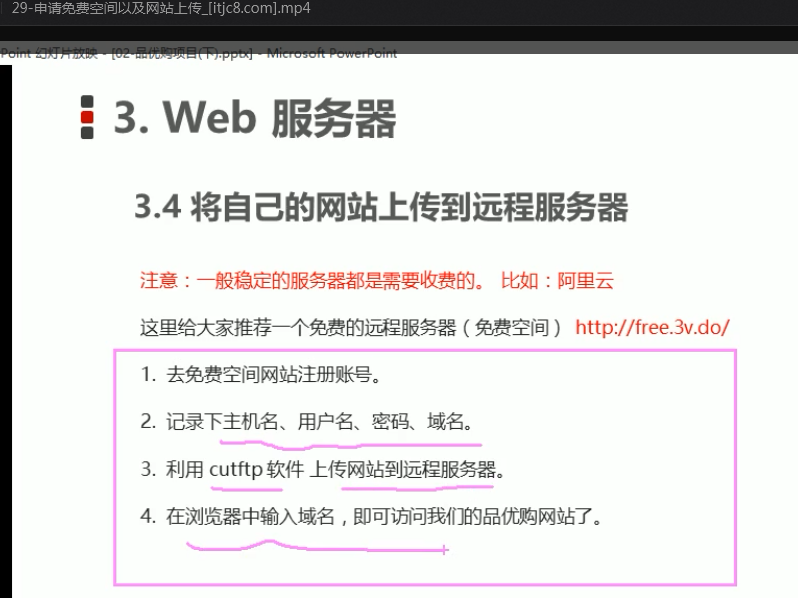 29-申请免费空间以及网站上传_[itjc8.com].mp4
Point 幻灯片放映 - [02-品优购项目(下).pptx] - Microsoft PowerPoint
3. Web 服务器
3.4 将自己的网站上传到远程服务器
注意：一般稳定的服务器都是需要收费的。 比如：阿里云
这里给大家推荐一个免费的远程服务器（免费空间） http://free.3v.do/
1. 去免费空间网站注册账号。
2. 记录下主机名、用户名、密码、域名。
3. 利用 cutftp 软件 上传网站到远程服务器。
4. 在浏览器中输入域名，即可访问我们的品优购网站了。